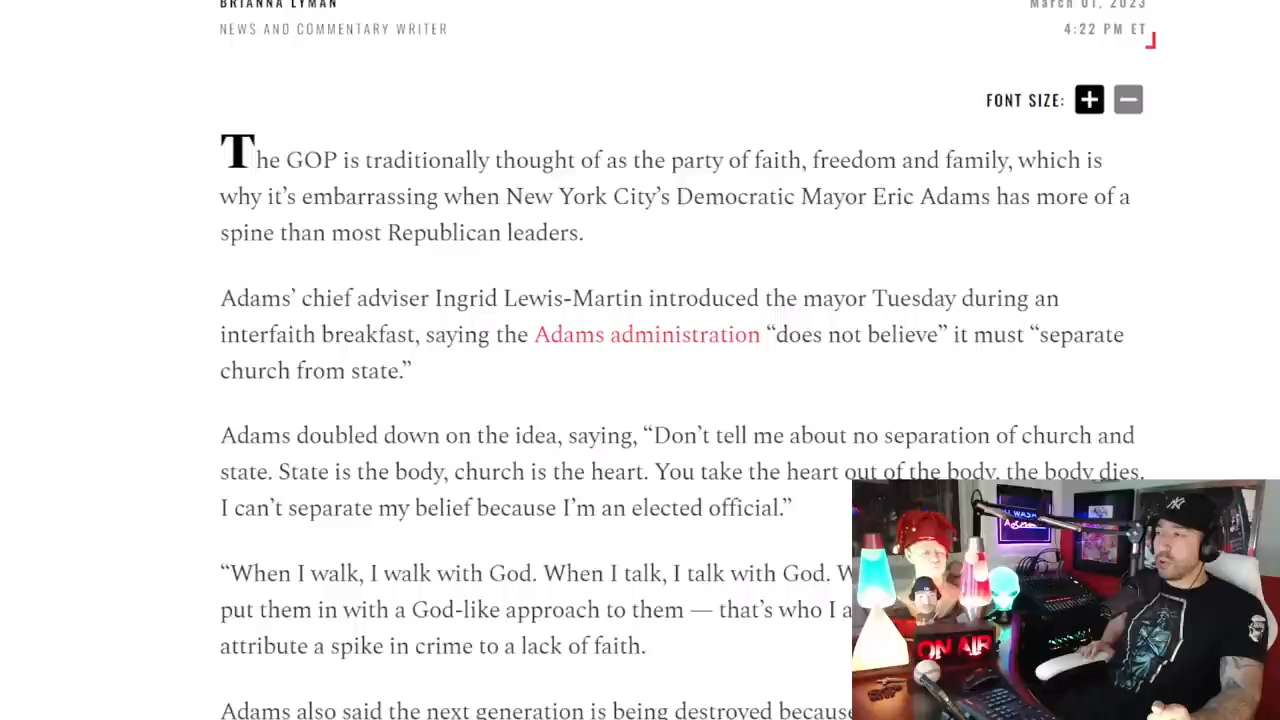 BRIANNA LYMAN
March 01, 2023
NEWS AND COMMENTARY WRITER
4:22 PM ET
FONT SIZE:
The GOP is traditionally thought of as the party of faith, freedom and family, which is
why it’s embarrassing when New York City’s Democratic Mayor Eric Adams has more of a
spine than most Republican leaders.
Adams’ chief adviser Ingrid Lewis-Martin introduced the mayor Tuesday during an
interfaith breakfast, saying the Adams administration “does not believe” it must “separate
church from state.”
Adams doubled down on the idea, saying, “Don’t tell me about no separation of church and
state. State is the body, church is the heart. You take the heart out of the body, the body dies.
I can’t separate my belief because I’m an elected official.”
“When I walk, I walk with God. When I talk, I talk with God. W
put them in with a God-like approach to them — that’s who I a
attribute a spike in crime to a lack of faith.
Adams also said the next generation is being destroyed because
ON AIR